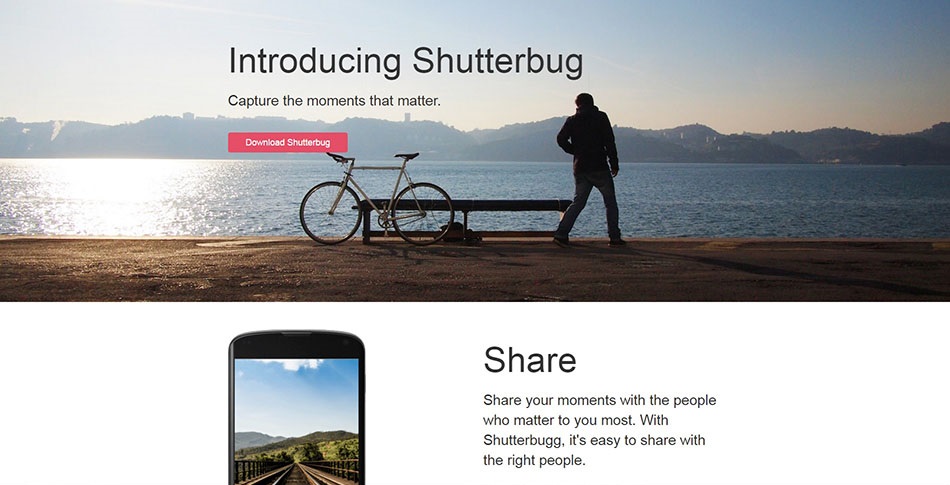 Introducing Shutterbug
Capture the moments that matter.
Download Shutterbug
Share
Share your moments with the people
who matter to you most. With
Shutterbugg, it's easy to share with
the right people.